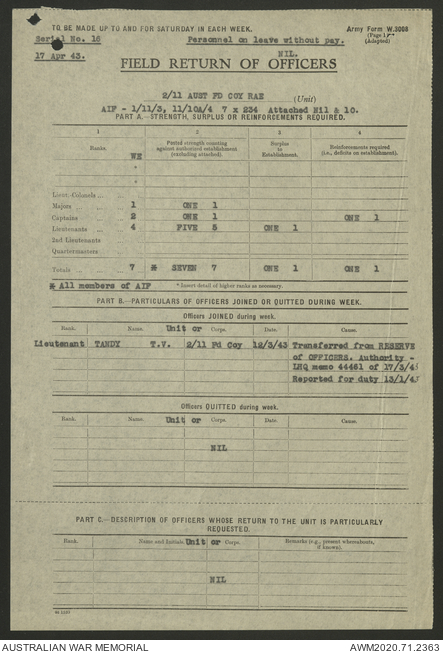 TO BE MADE UP TO AND FOR SATURDAY IN EACH WEEK.
Army Form W.3008
(Page 1)
(Adapted)
Serial No. 16
Personnel on leave without pay.
17 Apr 43.
NIL.
FIELD RETURN OF OFFICERS
2/11 AUST FD COY RAE
(Unit)
AIF - 1/11/3, 11/10A/4 7 x 234 Attached Nil & 10.
PART A.—STRENGTH, SURPLUS OR REINFORCEMENTS REQUIRED.
1 2 3 4
Ranks. Posted strength counting against authorized establishment (excluding attached). Surplus to Establishment. Reinforcements required (i.e., deficits on establishment).
WE
Lieut.-Colonels
Majors 1 ONE 1
Captains 2 ONE 1 ONE 1
Lieutenants 4 FIVE 5 ONE 1
2nd Lieutenants
Quartermasters
Totals 7 * SEVEN 7 ONE 1 ONE 1
* All members of AIF
* Insert detail of higher ranks as necessary.
PART B.—PARTICULARS OF OFFICERS JOINED OR QUITTED DURING WEEK.
Officers JOINED during week.
Rank. Name. Unit or Corps. Date. Cause.
Lieutenant TANDY T.V. 2/11 Fd Coy 12/3/43 Transferred from RESERVE
of OFFICERS. Authority -
LHQ memo 44461 of 17/3/43
Reported for duty 13/1/43
Officers QUITTED during week.
Rank. Name. Unit or Corps. Date. Cause.
NIL
PART C.—DESCRIPTION OF OFFICERS WHOSE RETURN TO THE UNIT IS PARTICULARLY
REQUESTED.
Rank. Name and Initials. Unit or Corps. Remarks (e.g., present whereabouts, if known).
NIL
AUSTRALIAN WAR MEMORIAL
AWM2020.71.2363